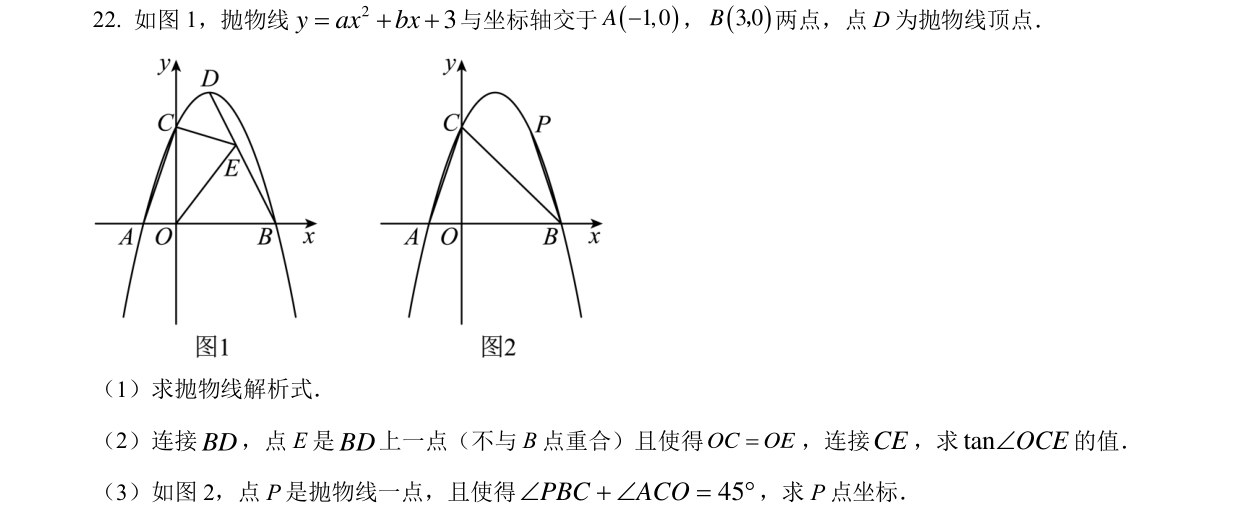 22. 如图 1，抛物线 y = ax² + bx + 3 与坐标轴交于 A(−1,0)， B(3,0) 两点，点 D 为抛物线顶点．
y D C E A O B x
y C P A O B x
图1 图2
（1）求抛物线解析式．
（2）连接 BD，点 E 是 BD 上一点（不与 B 点重合）且使得 OC = OE，连接 CE，求 tan∠OCE 的值．
（3）如图 2，点 P 是抛物线一点，且使得 ∠PBC + ∠ACO = 45°，求 P 点坐标．